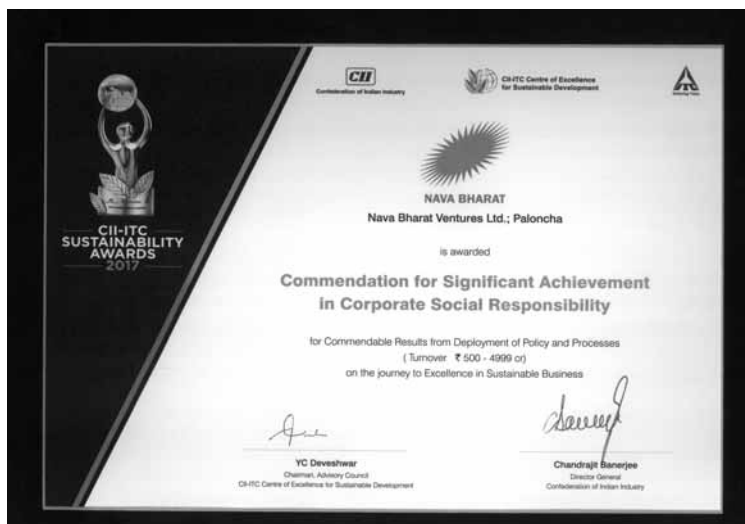 CII-ITC
SUSTAINABILITY
AWARDS
2017
CII
Confederation of Indian Industry
CII-ITC Centre of Excellence
for Sustainable Development
NAVA BHARAT
Nava Bharat Ventures Ltd.; Paloncha
is awarded
Commendation for Significant Achievement
in Corporate Social Responsibility
for Commendable Results from Deployment of Policy and Processes
( Turnover ₹ 500 - 4999 cr)
on the journey to Excellence in Sustainable Business
YC Deveshwar
Chairman, Advisory Council
CII-ITC Centre of Excellence for Sustainable Development
Chandrajit Banerjee
Director General
Confederation of Indian Industry